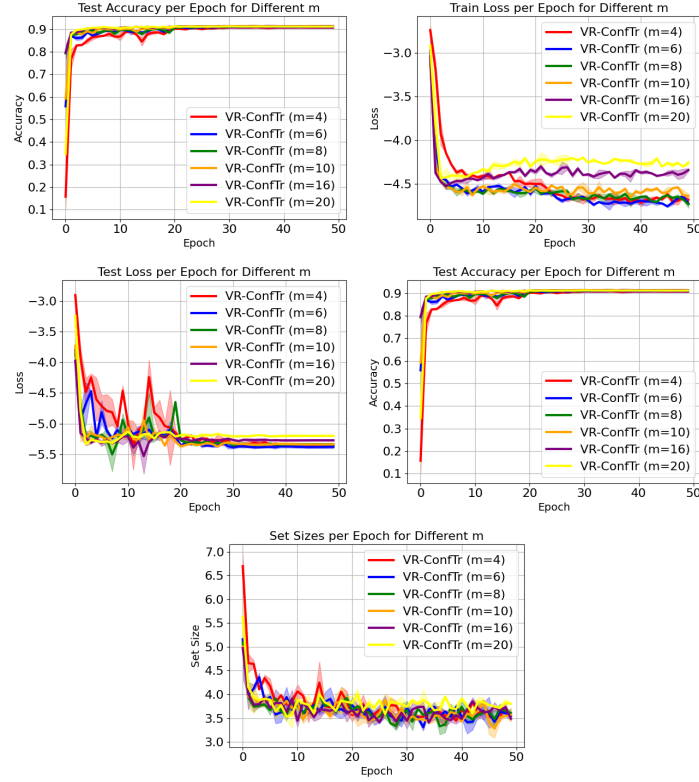 Test Accuracy per Epoch for Different m
0.9
0.8
0.7
0.6
0.5
0.4
0.3
0.2
0.1
Accuracy
VR-ConfTr (m=4)
VR-ConfTr (m=6)
VR-ConfTr (m=8)
VR-ConfTr (m=10)
VR-ConfTr (m=16)
VR-ConfTr (m=20)
0 10 20 30 40 50
Epoch
Train Loss per Epoch for Different m
−3.0
−3.5
−4.0
−4.5
Loss
VR-ConfTr (m=4)
VR-ConfTr (m=6)
VR-ConfTr (m=8)
VR-ConfTr (m=10)
VR-ConfTr (m=16)
VR-ConfTr (m=20)
0 10 20 30 40 50
Epoch
Test Loss per Epoch for Different m
−3.0
−3.5
−4.0
−4.5
−5.0
−5.5
Loss
VR-ConfTr (m=4)
VR-ConfTr (m=6)
VR-ConfTr (m=8)
VR-ConfTr (m=10)
VR-ConfTr (m=16)
VR-ConfTr (m=20)
0 10 20 30 40 50
Epoch
Test Accuracy per Epoch for Different m
0.9
0.8
0.7
0.6
0.5
0.4
0.3
0.2
0.1
Accuracy
VR-ConfTr (m=4)
VR-ConfTr (m=6)
VR-ConfTr (m=8)
VR-ConfTr (m=10)
VR-ConfTr (m=16)
VR-ConfTr (m=20)
0 10 20 30 40 50
Epoch
Set Sizes per Epoch for Different m
7.0
6.5
6.0
5.5
5.0
4.5
4.0
3.5
3.0
Set Size
VR-ConfTr (m=4)
VR-ConfTr (m=6)
VR-ConfTr (m=8)
VR-ConfTr (m=10)
VR-ConfTr (m=16)
VR-ConfTr (m=20)
0 10 20 30 40 50
Epoch